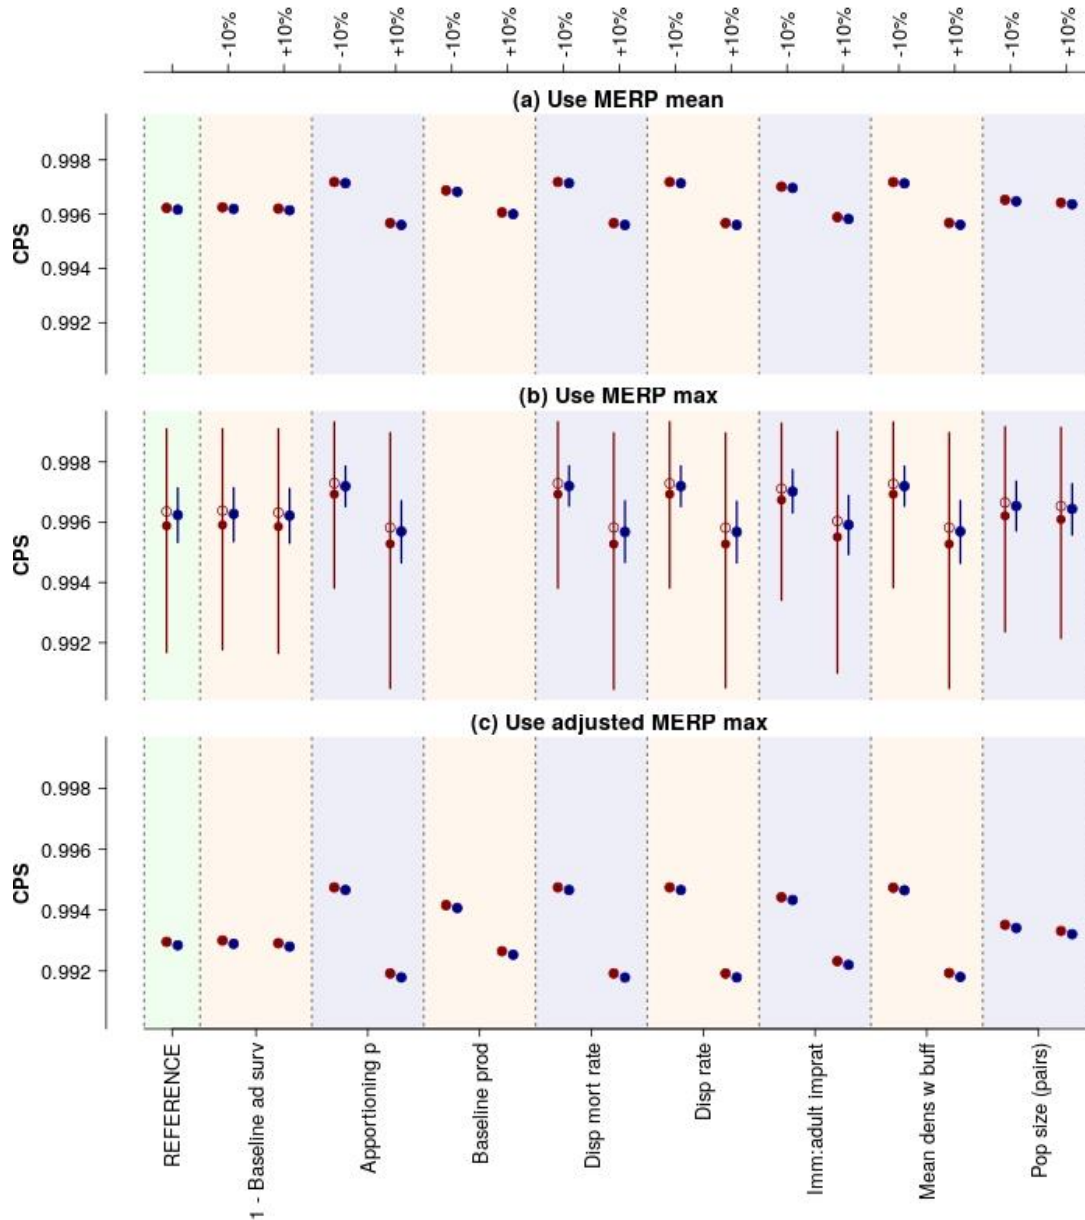 -10% +10% -10% +10% -10% +10% -10% +10% -10% +10% -10% +10% -10% +10% -10% +10%
(a) Use MERP mean
0.998
0.996
0.994
0.992
CPS
(b) Use MERP max
0.998
0.996
0.994
0.992
CPS
(c) Use adjusted MERP max
0.998
0.996
0.994
0.992
CPS
REFERENCE
1 - Baseline ad surv
Apportioning p
Baseline prod
Disp mort rate
Disp rate
Imm:adult imprat
Mean dens w buff
Pop size (pairs)